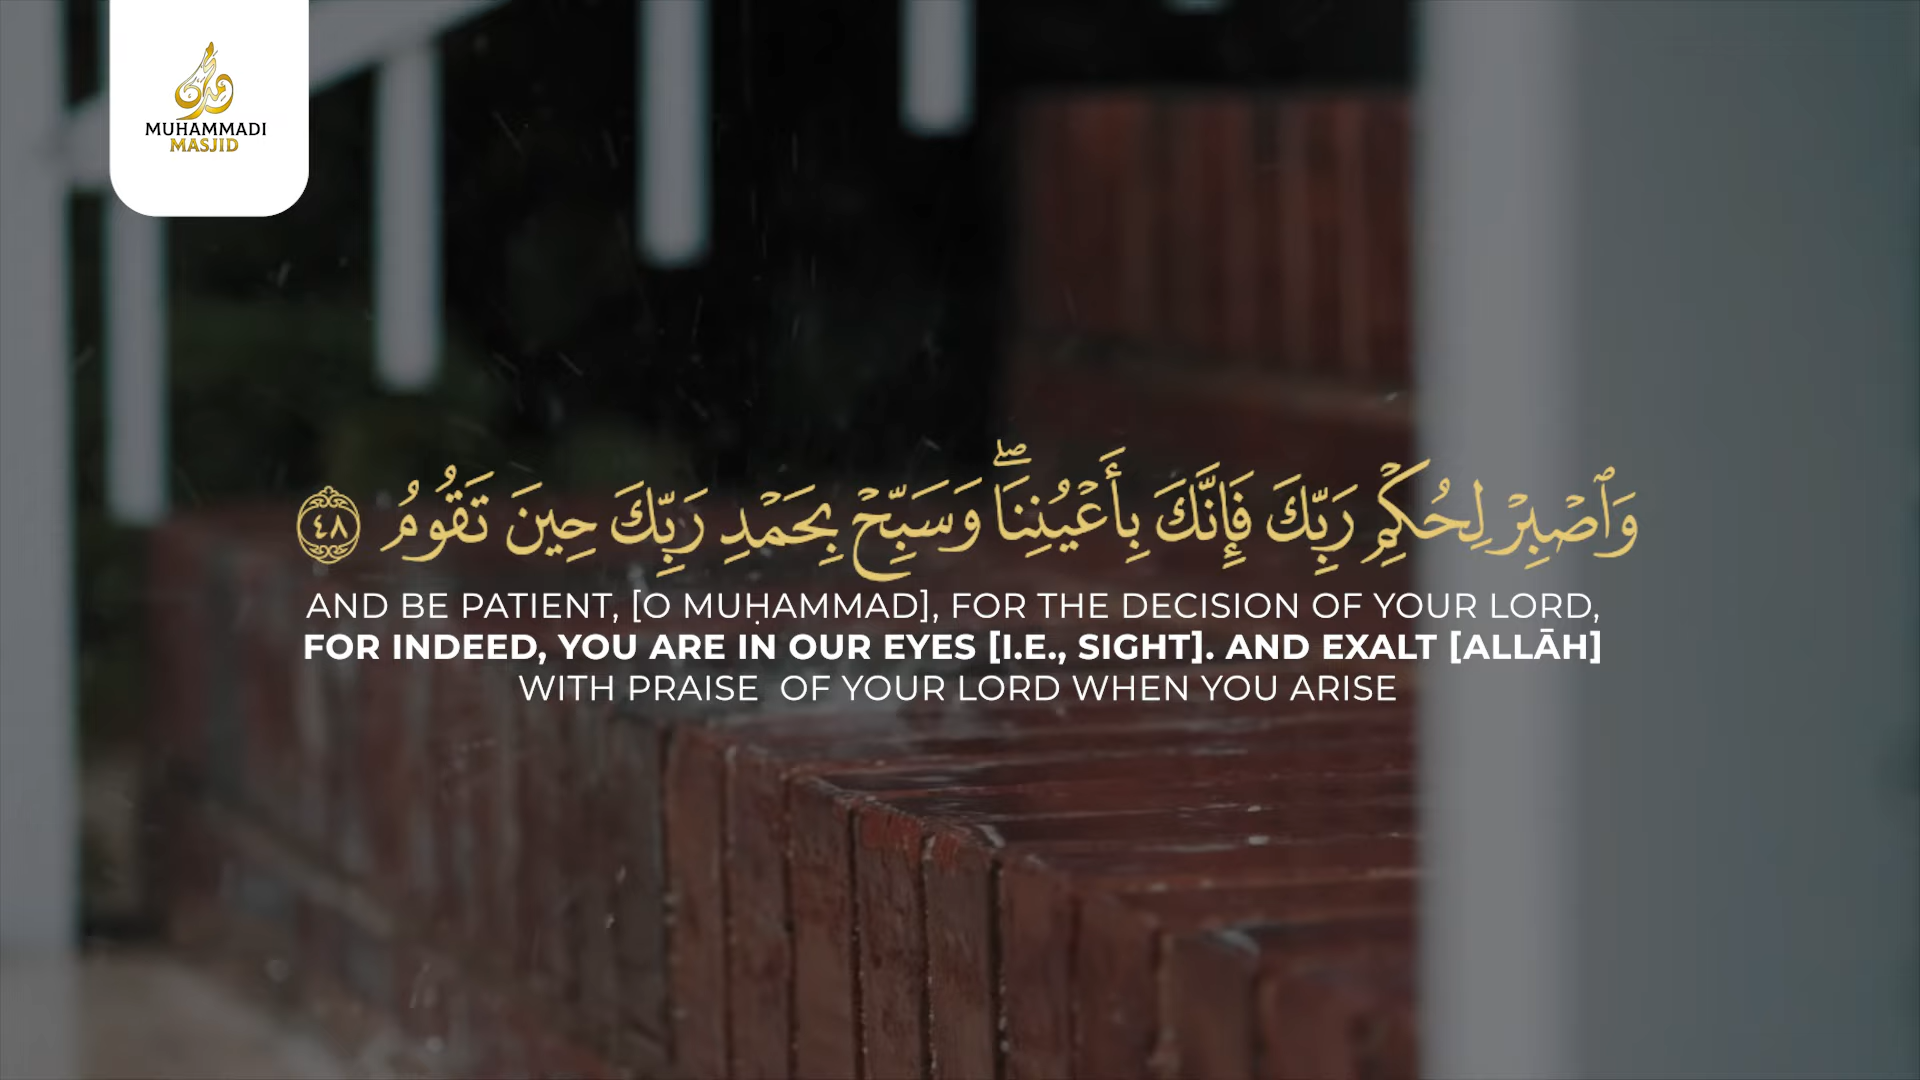 MUHAMMADI
MASJID
وَٱصْبِرْ لِحُكْمِ رَبِّكَ فَإِنَّكَ بِأَعْيُنِنَا ۖ وَسَبِّحْ بِحَمْدِ رَبِّكَ حِينَ تَقُومُ ٤٨
AND BE PATIENT, [O MUḤAMMAD], FOR THE DECISION OF YOUR LORD,
FOR INDEED, YOU ARE IN OUR EYES [I.E., SIGHT]. AND EXALT [ALLĀH]
WITH PRAISE  OF YOUR LORD WHEN YOU ARISE